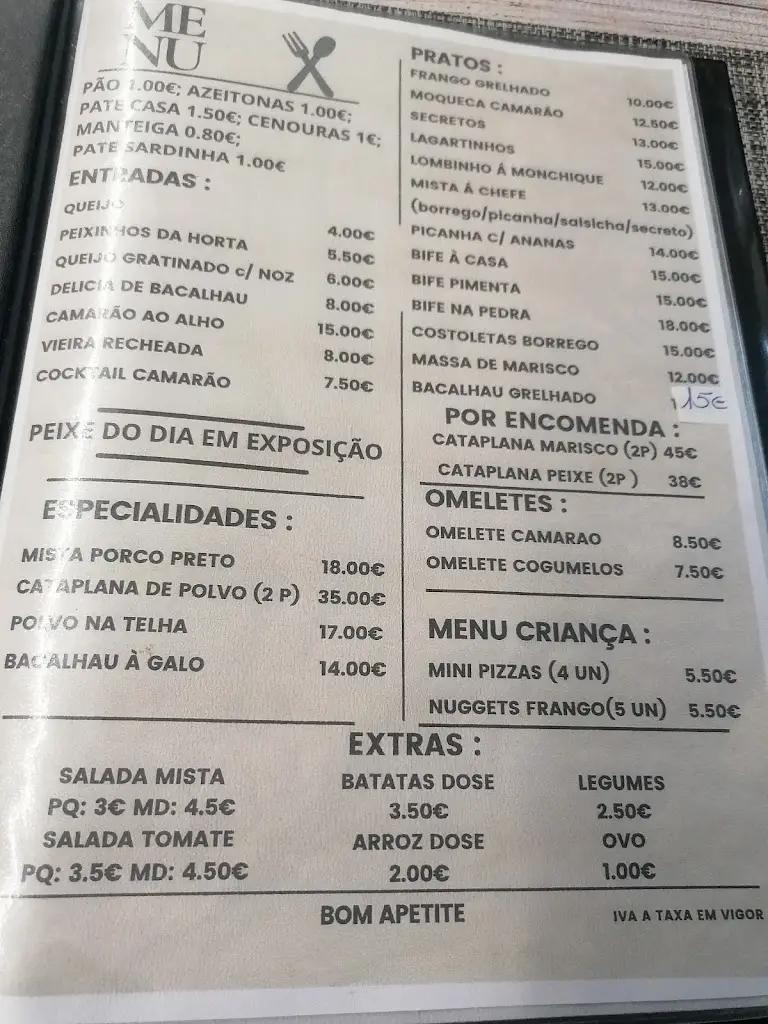 MENU
PÃO 1.00€; AZEITONAS 1.00€;
PATE CASA 1.50€; CENOURAS 1€;
MANTEIGA 0.80€;
PATE SARDINHA 1.00€
ENTRADAS :
QUEIJO 4.00€
PEIXINHOS DA HORTA 5.50€
QUEIJO GRATINADO c/ NOZ 6.00€
DELICIA DE BACALHAU 8.00€
CAMARÃO AO ALHO 15.00€
VIEIRA RECHEADA 8.00€
COCKTAIL CAMARÃO 7.50€
PEIXE DO DIA EM EXPOSIÇÃO
ESPECIALIDADES :
MISTA PORCO PRETO 18.00€
CATAPLANA DE POLVO (2 P) 35.00€
POLVO NA TELHA 17.00€
BACALHAU À GALO 14.00€
PRATOS :
FRANGO GRELHADO 10.00€
MOQUECA CAMARÃO 12.50€
SECRETOS 13.00€
LAGARTINHOS 15.00€
LOMBINHO Á MONCHIQUE 12.00€
MISTA Á CHEFE 13.00€
(borrego/picanha/salsicha/secreto)
PICANHA C/ ANANAS 14.00€
BIFE À CASA 15.00€
BIFE PIMENTA 15.00€
BIFE NA PEDRA 18.00€
COSTOLETAS BORREGO 15.00€
MASSA DE MARISCO 12.00€
BACALHAU GRELHADO 15€
POR ENCOMENDA :
CATAPLANA MARISCO (2P) 45€
CATAPLANA PEIXE (2P ) 38€
OMELETES :
OMELETE CAMARAO 8.50€
OMELETE COGUMELOS 7.50€
MENU CRIANÇA :
MINI PIZZAS (4 UN) 5.50€
NUGGETS FRANGO(5 UN) 5.50€
EXTRAS :
SALADA MISTA BATATAS DOSE LEGUMES
PQ: 3€ MD: 4.5€ 3.50€ 2.50€
SALADA TOMATE ARROZ DOSE OVO
PQ: 3.5€ MD: 4.50€ 2.00€ 1.00€
BOM APETITE
IVA A TAXA EM VIGOR